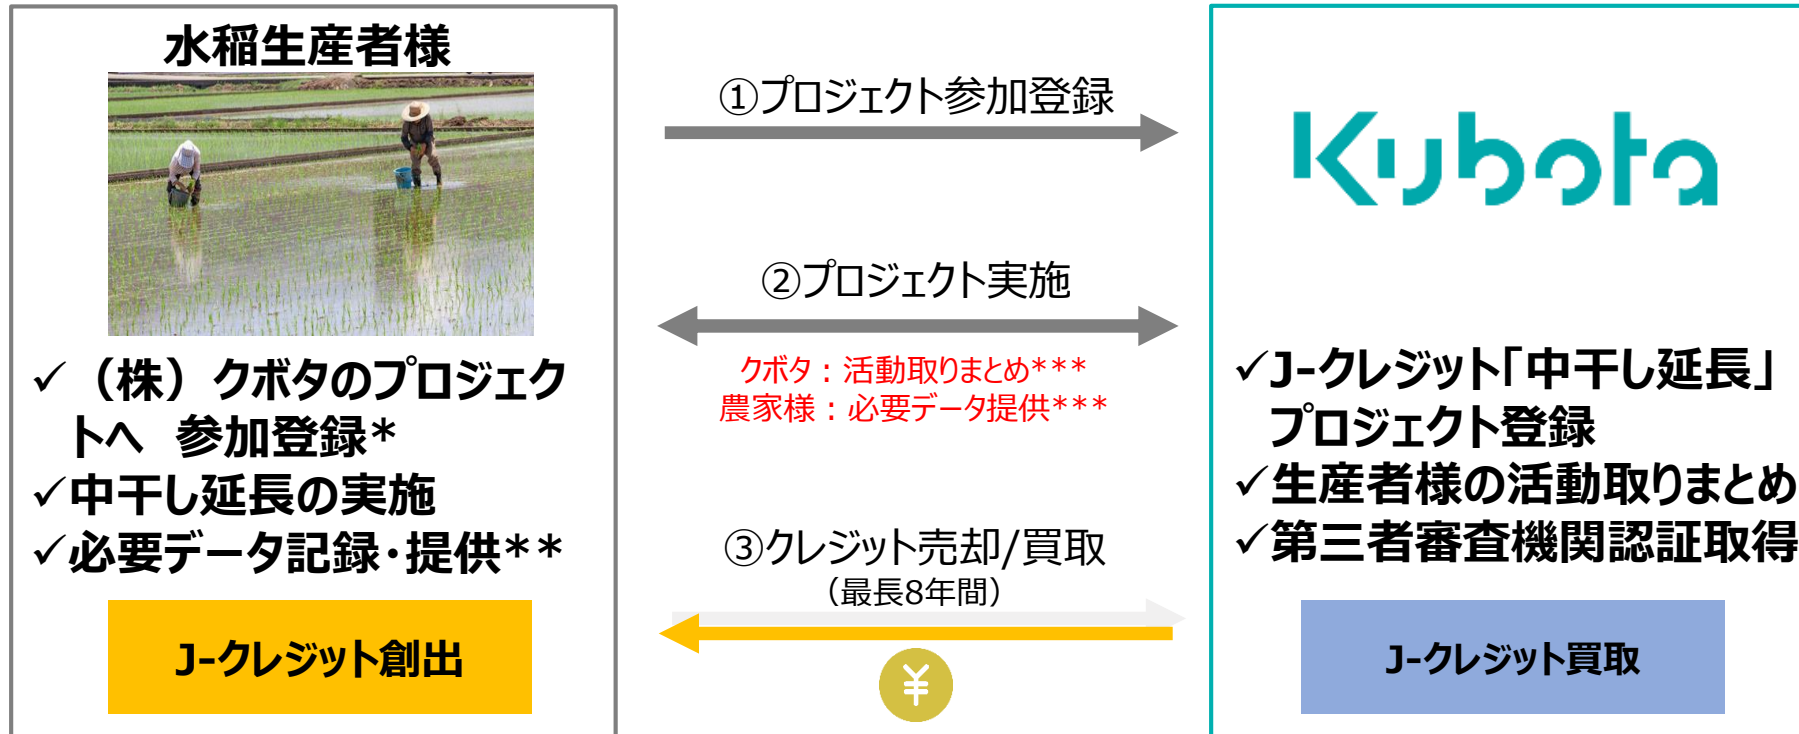 水稲生産者様
✓（株）クボタのプロジェク
トへ 参加登録*
✓中干し延長の実施
✓必要データ記録・提供**
J-クレジット創出
①プロジェクト参加登録
②プロジェクト実施
クボタ：活動取りまとめ***
農家様：必要データ提供***
③クレジット売却/買取
（最長8年間）
¥
Kubota
✓J-クレジット「中干し延長」
プロジェクト登録
✓生産者様の活動取りまとめ
✓第三者審査機関認証取得
J-クレジット買取